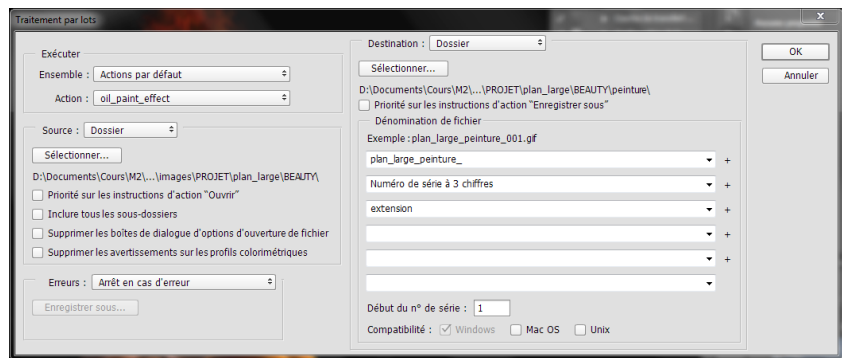 Traitement par lots
Exécuter
Ensemble : Actions par défaut
Action : oil_paint_effect
Source : Dossier
Sélectionner...
D:\Documents\Cours\M2\...\images\PROJET\plan_large\BEAUTY\
Priorité sur les instructions d'action "Ouvrir"
Inclure tous les sous-dossiers
Supprimer les boîtes de dialogue d'options d'ouverture de fichier
Supprimer les avertissements sur les profils colorimétriques
Erreurs : Arrêt en cas d'erreur
Enregistrer sous...
Destination : Dossier
Sélectionner...
D:\Documents\Cours\M2\...\PROJET\plan_large\BEAUTY\peinture\
Priorité sur les instructions d'action "Enregistrer sous"
Dénomination de fichier
Exemple : plan_large_peinture_001.gif
plan_large_peinture_ +
Numéro de série à 3 chiffres +
extension +
+
+
Début du n° de série : 1
Compatibilité : Windows Mac OS Unix
OK
Annuler